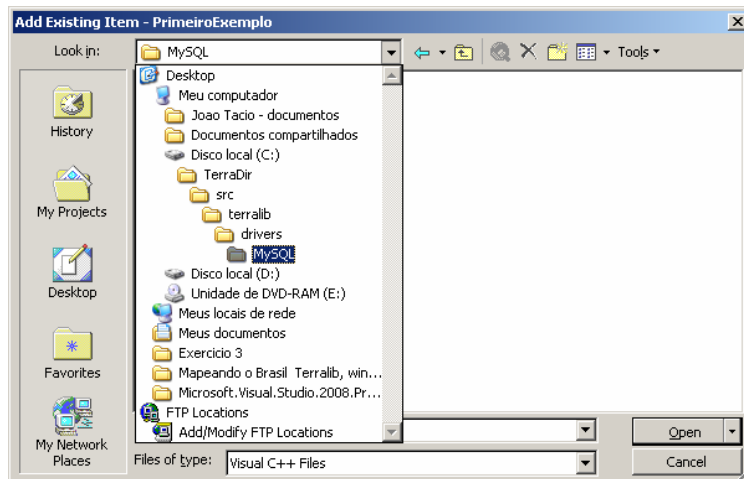 Add Existing Item - PrimeiroExemplo
Look in:
MySQL
Tools
Desktop
Meu computador
Joao Tacio - documentos
Documentos compartilhados
Disco local (C:)
TerraDir
src
terralib
drivers
MySQL
Disco local (D:)
Unidade de DVD-RAM (E:)
Meus locais de rede
Meus documentos
Exercicio 3
Mapeando o Brasil Terralib, win...
Microsoft.Visual.Studio.2008.Pr...
FTP Locations
Add/Modify FTP Locations
History
My Projects
Desktop
Favorites
My Network
Places
Open
Files of type:
Visual C++ Files
Cancel